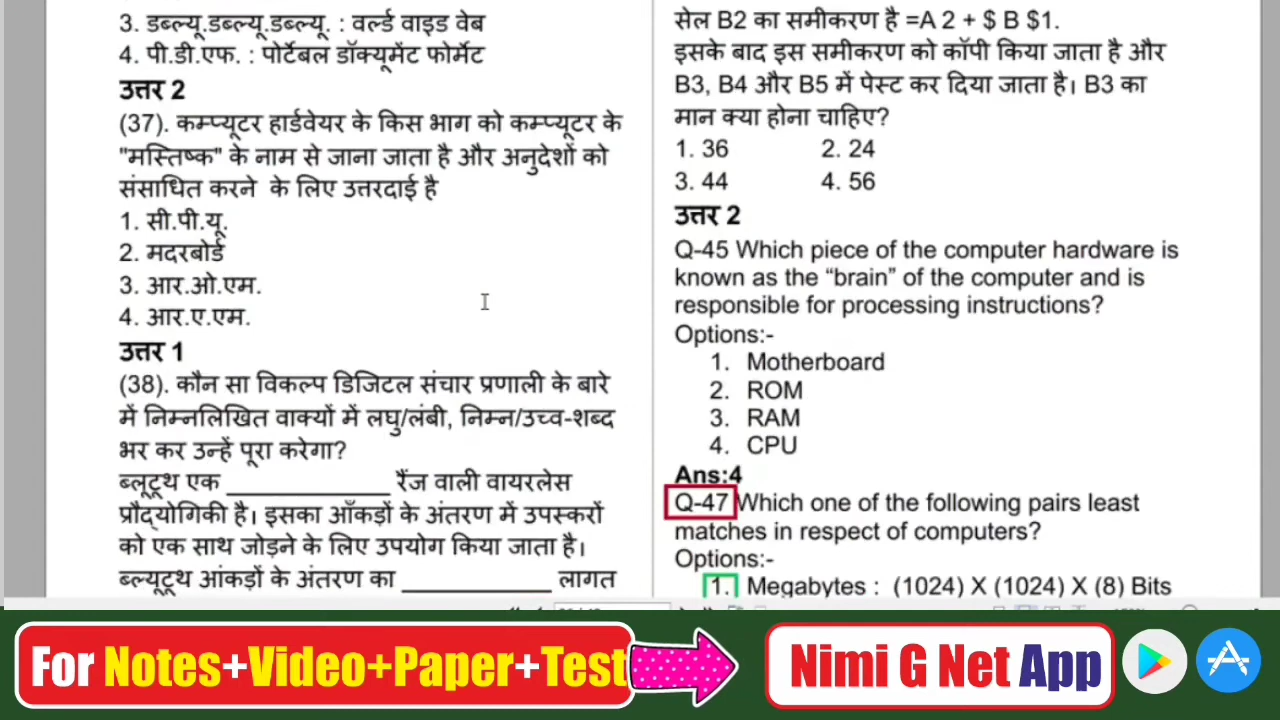 3. डब्ल्यू.डब्ल्यू.डब्ल्यू. : वर्ल्ड वाइड वेब
4. पी.डी.एफ. : पोर्टेबल डॉक्यूमेंट फोर्मेट
उत्तर 2
(37). कम्प्यूटर हार्डवेयर के किस भाग को कम्प्यूटर के
"मस्तिष्क" के नाम से जाना जाता है और अनुदेशों को
संसाधित करने के लिए उत्तरदाई है
1. सी.पी.यू.
2. मदरबोर्ड
3. आर.ओ.एम.
4. आर.ए.एम.
उत्तर 1
(38). कौन सा विकल्प डिजिटल संचार प्रणाली के बारे
में निम्नलिखित वाक्यों में लघु/लंबी, निम्न/उच्च-शब्द
भर कर उन्हें पूरा करेगा?
ब्लूटूथ एक ____________ रैंज वाली वायरलेस
प्रौद्योगिकी है। इसका आँकड़ों के अंतरण में उपस्करों
को एक साथ जोड़ने के लिए उपयोग किया जाता है।
ब्ल्यूटूथ आंकड़ों के अंतरण का ___________ लागत
सेल B2 का समीकरण है =A 2 + $ B $1.
इसके बाद इस समीकरण को कॉपी किया जाता है और
B3, B4 और B5 में पेस्ट कर दिया जाता है। B3 का
मान क्या होना चाहिए?
1. 36 2. 24
3. 44 4. 56
उत्तर 2
Q-45 Which piece of the computer hardware is
known as the “brain” of the computer and is
responsible for processing instructions?
Options:-
1. Motherboard
2. ROM
3. RAM
4. CPU
Ans:4
Q-47 Which one of the following pairs least
matches in respect of computers?
Options:-
1. Megabytes : (1024) X (1024) X (8) Bits
For Notes+Video+Paper+Test
Nimi G Net App